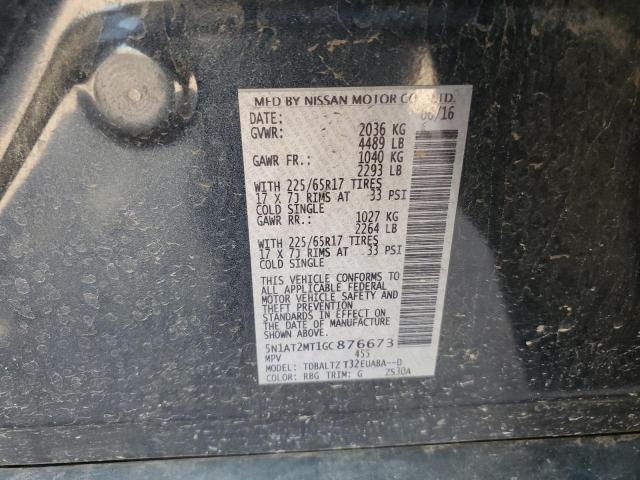 MFD BY NISSAN MOTOR CO., LTD.
DATE: 06/16
GVWR: 2036 KG
4489 LB
GAWR FR.: 1040 KG
2293 LB
WITH 225/65R17 TIRES
17 X 7J RIMS AT 33 PSI
COLD SINGLE
GAWR RR.: 1027 KG
2264 LB
WITH 225/65R17 TIRES
17 X 7J RIMS AT 33 PSI
COLD SINGLE
THIS VEHICLE CONFORMS TO
ALL APPLICABLE FEDERAL
MOTOR VEHICLE SAFETY AND
THEFT PREVENTION
STANDARDS IN EFFECT ON
THE DATE OF MANUFACTURE
SHOWN ABOVE.
5N1AT2MT1GC876673
MPV 455
MODEL: TDBALTZ T32EUABA--D
COLOR: RBG TRIM: G 2S30A